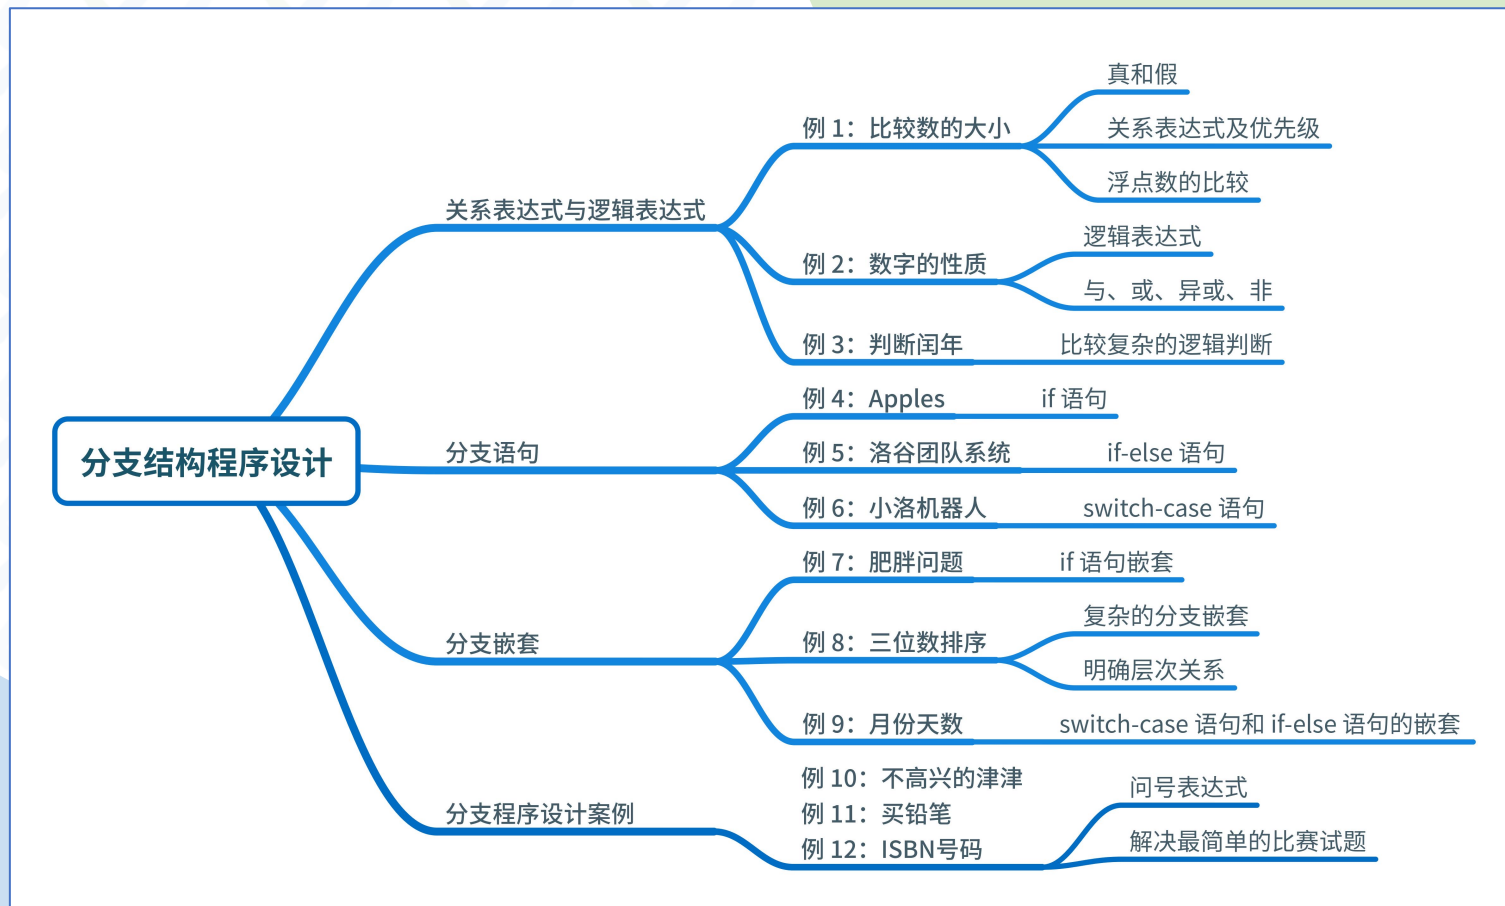 分支结构程序设计
关系表达式与逻辑表达式
例 1：比较数的大小
真和假
关系表达式及优先级
浮点数的比较
例 2：数字的性质
逻辑表达式
与、或、异或、非
例 3：判断闰年
比较复杂的逻辑判断
分支语句
例 4：Apples
if 语句
例 5：洛谷团队系统
if-else 语句
例 6：小洛机器人
switch-case 语句
分支嵌套
例 7：肥胖问题
if 语句嵌套
例 8：三位数排序
复杂的分支嵌套
明确层次关系
例 9：月份天数
switch-case 语句和 if-else 语句的嵌套
分支程序设计案例
例 10：不高兴的津津
例 11：买铅笔
例 12：ISBN号码
问号表达式
解决最简单的比赛试题